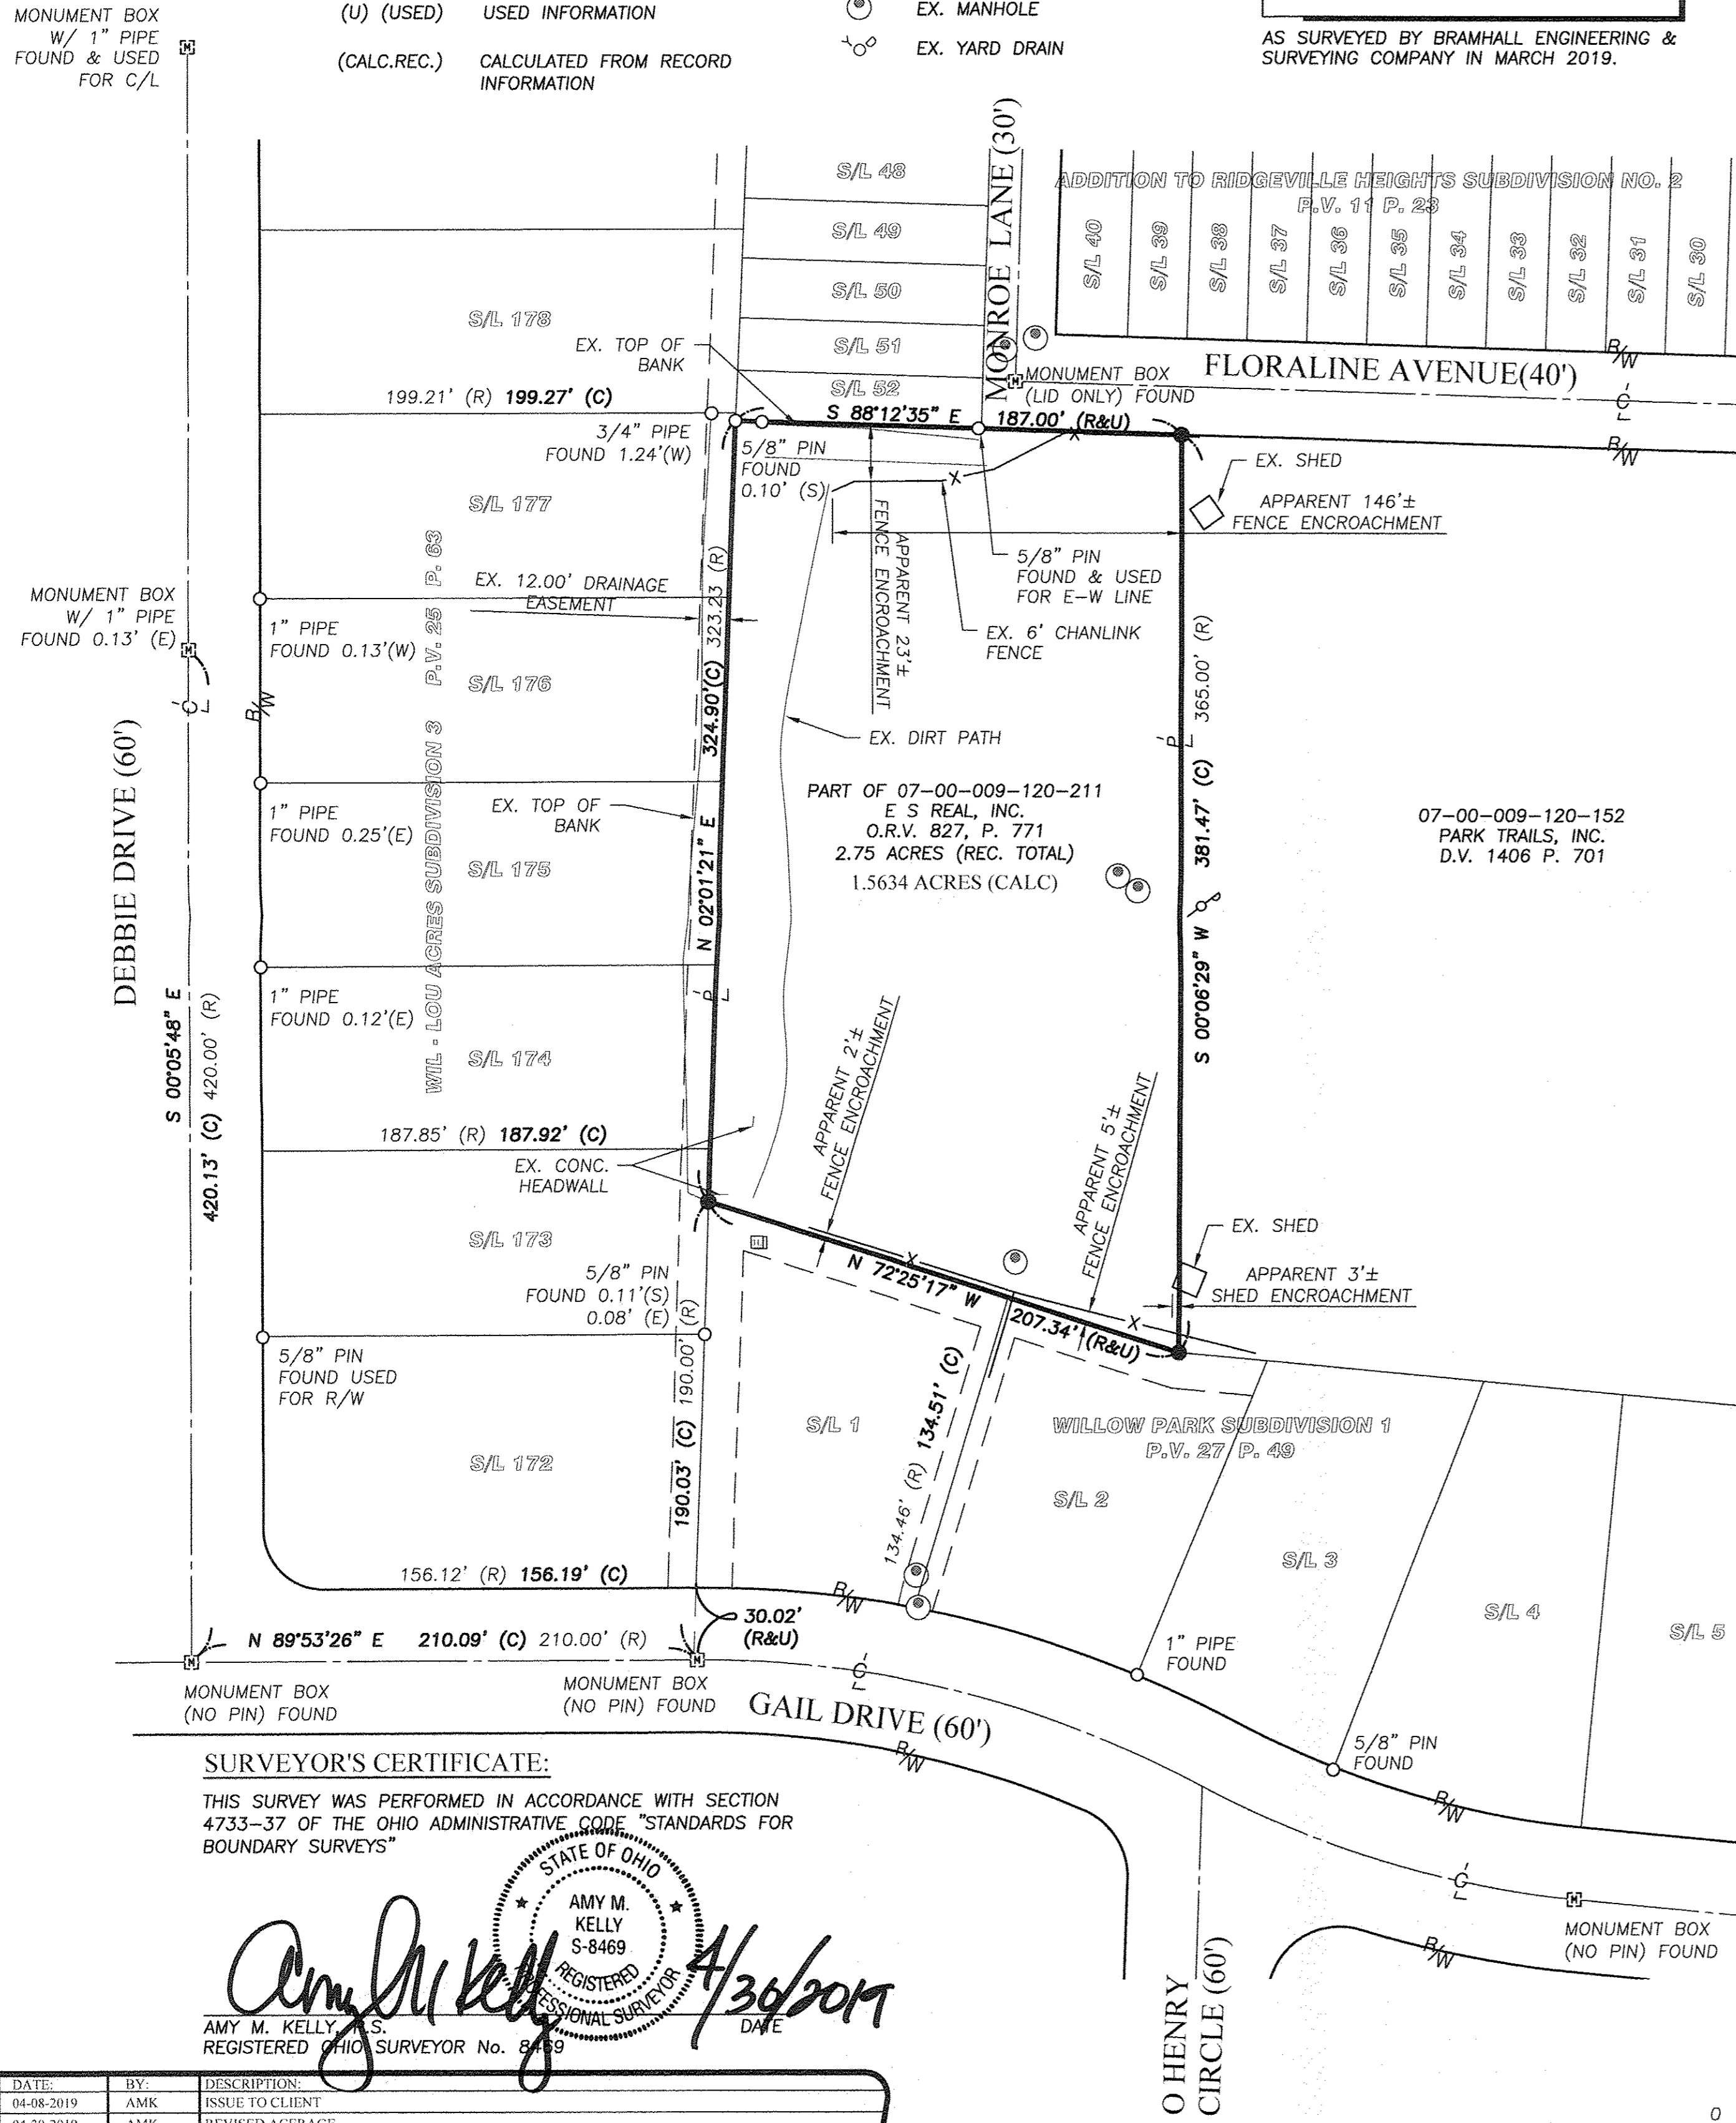 MONUMENT BOX
W/ 1" PIPE
FOUND & USED
FOR C/L
(U) (USED) USED INFORMATION
(CALC.REC.) CALCULATED FROM RECORD
INFORMATION
EX. MANHOLE
EX. YARD DRAIN
AS SURVEYED BY BRAMHALL ENGINEERING &
SURVEYING COMPANY IN MARCH 2019.
MONROE LANE (30')
ADDITION TO RIDGEVILLE HEIGHTS SUBDIVISION NO. 2
P.V. 11 P. 23
S/L 40
S/L 39
S/L 38
S/L 37
S/L 36
S/L 35
S/L 34
S/L 33
S/L 32
S/L 31
S/L 30
S/L 48
S/L 49
S/L 50
S/L 51
S/L 52
S/L 178
EX. TOP OF
BANK
R/W
FLORALINE AVENUE(40')
MONUMENT BOX
(LID ONLY) FOUND
C
L
R/W
199.21' (R) 199.27' (C)
S 88°12'35" E 187.00' (R&U)
3/4" PIPE
FOUND 1.24'(W)
5/8" PIN
FOUND
0.10' (S)
EX. SHED
APPARENT 146'±
FENCE ENCROACHMENT
S/L 177
APPARENT 23'±
FENCE ENCROACHMENT
5/8" PIN
FOUND & USED
FOR E-W LINE
EX. 6' CHANLINK
FENCE
EX. 12.00' DRAINAGE
EASEMENT
MONUMENT BOX
W/ 1" PIPE
FOUND 0.13' (E)
1" PIPE
FOUND 0.13'(W)
WIL - LOU ACRES SUBDIVISION 3 P.V. 25 P. 63
S/L 176
C
L
R/W
N 02°01'21" E 324.90'(C) 323.23 (R)
365.00' (R)
S 00°06'29" W 381.47' (C)
P
L
EX. DIRT PATH
DEBBIE DRIVE (60')
PART OF 07-00-009-120-211
E S REAL, INC.
O.R.V. 827, P. 771
2.75 ACRES (REC. TOTAL)
1.5634 ACRES (CALC)
07-00-009-120-152
PARK TRAILS, INC.
D.V. 1406 P. 701
EX. TOP OF
BANK
1" PIPE
FOUND 0.25'(E)
S/L 175
P
L
1" PIPE
FOUND 0.12'(E)
S/L 174
S 00°05'48" E
420.13' (C) 420.00' (R)
APPARENT 2'±
FENCE ENCROACHMENT
APPARENT 5'±
FENCE ENCROACHMENT
187.85' (R) 187.92' (C)
EX. CONC.
HEADWALL
S/L 173
EX. SHED
APPARENT 3'±
SHED ENCROACHMENT
N 72°25'17" W 207.34' (R&U)
5/8" PIN
FOUND 0.11'(S)
0.08' (E)
5/8" PIN
FOUND USED
FOR R/W
190.03' (C) 190.00' (R)
134.46' (R) 134.51' (C)
S/L 1
WILLOW PARK SUBDIVISION 1
P.V. 27 P. 49
S/L 172
S/L 2
S/L 3
S/L 4
S/L 5
156.12' (R) 156.19' (C)
R/W
30.02'
(R&U)
N 89°53'26" E 210.09' (C) 210.00' (R)
1" PIPE
FOUND
MONUMENT BOX
(NO PIN) FOUND
MONUMENT BOX
(NO PIN) FOUND
C
L
GAIL DRIVE (60')
R/W
5/8" PIN
FOUND
R/W
SURVEYOR'S CERTIFICATE:
THIS SURVEY WAS PERFORMED IN ACCORDANCE WITH SECTION
4733-37 OF THE OHIO ADMINISTRATIVE CODE "STANDARDS FOR
BOUNDARY SURVEYS"
STATE OF OHIO
AMY M.
KELLY
S-8469
REGISTERED
PROFESSIONAL SURVEYOR
Amy M Kelly 4/30/2019
AMY M. KELLY, P.S.
DATE
REGISTERED OHIO SURVEYOR No. 8469
C
L
MONUMENT BOX
(NO PIN) FOUND
R/W
O HENRY
CIRCLE (60')
DATE: BY: DESCRIPTION:
04-08-2019 AMK ISSUE TO CLIENT
04-30-2019 AMK REVISED ACERAGE
0